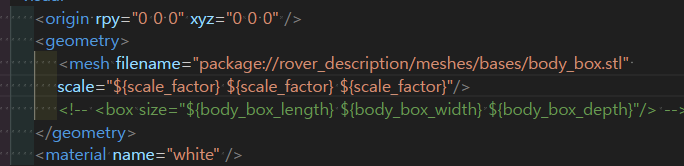 <origin rpy="0 0 0" xyz="0 0 0" />
<geometry>
<mesh filename="package://rover_description/meshes/bases/body_box.stl"
scale="${scale_factor} ${scale_factor} ${scale_factor}"/>
<!-- <box size="${body_box_length} ${body_box_width} ${body_box_depth}"/> -->
</geometry>
<material name="white" />